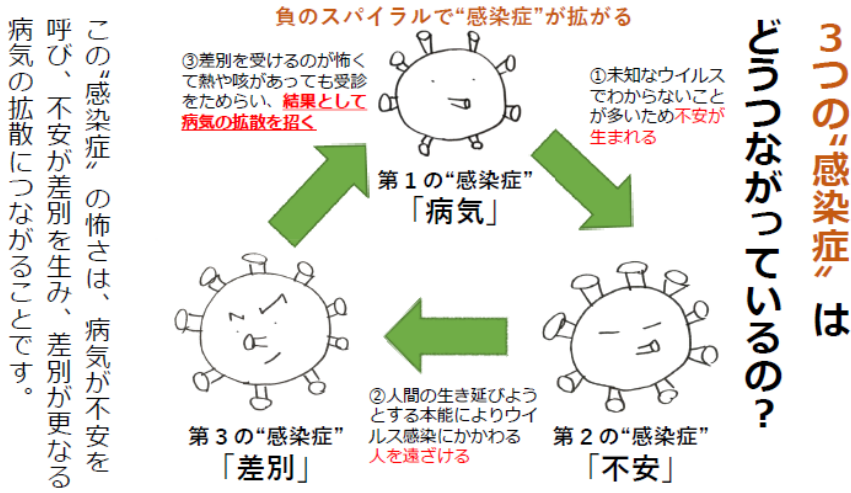 3つの“感染症”は
どうつながっているの?
負のスパイラルで“感染症”が拡がる
①未知なウイルス
でわからないこと
が多いため不安が
生まれる
③差別を受けるのが怖く
て熱や咳があっても受診
をためらい、結果として
病気の拡散を招く
第1の“感染症”
「病気」
②人間の生き延びよう
とする本能によりウイ
ルス感染にかかわる
人を遠ざける
第2の“感染症”
「不安」
第3の“感染症”
「差別」
この“感染症”の怖さは、病気が不安を
呼び、不安が差別を生み、差別が更なる
病気の拡散につながることです。